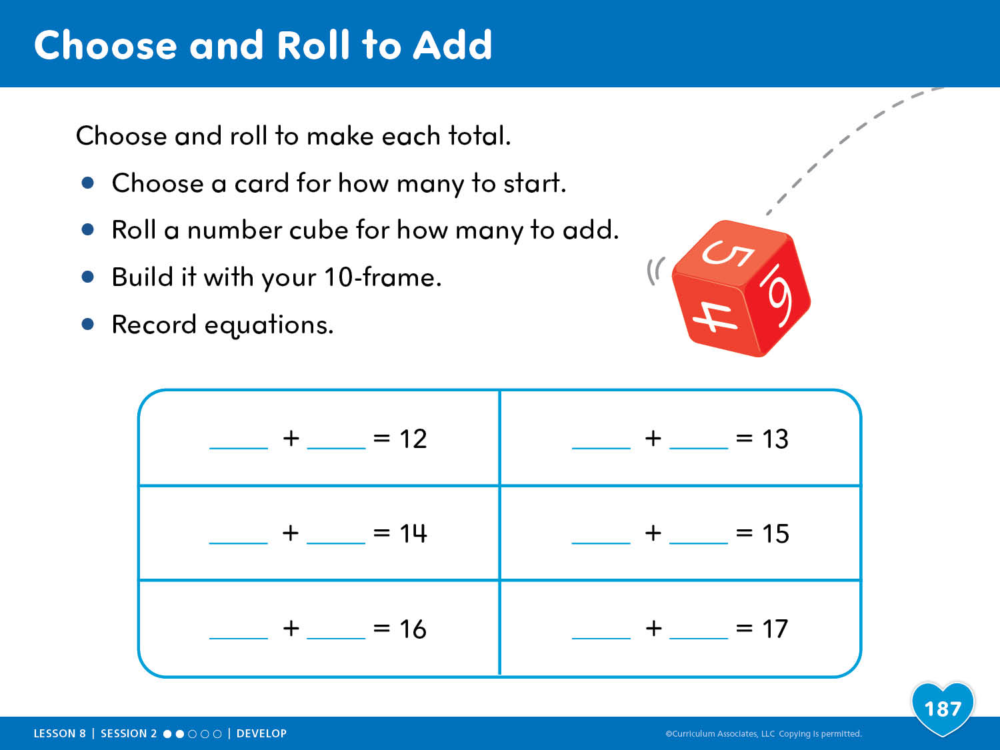 Choose and Roll to Add
Choose and roll to make each total.
• Choose a card for how many to start.
• Roll a number cube for how many to add.
• Build it with your 10-frame.
• Record equations.
5
6
4
____ + ____ = 12
____ + ____ = 13
____ + ____ = 14
____ + ____ = 15
____ + ____ = 16
____ + ____ = 17
187
LESSON 8 | SESSION 2 ●●○○○ | DEVELOP
©Curriculum Associates, LLC Copying is permitted.